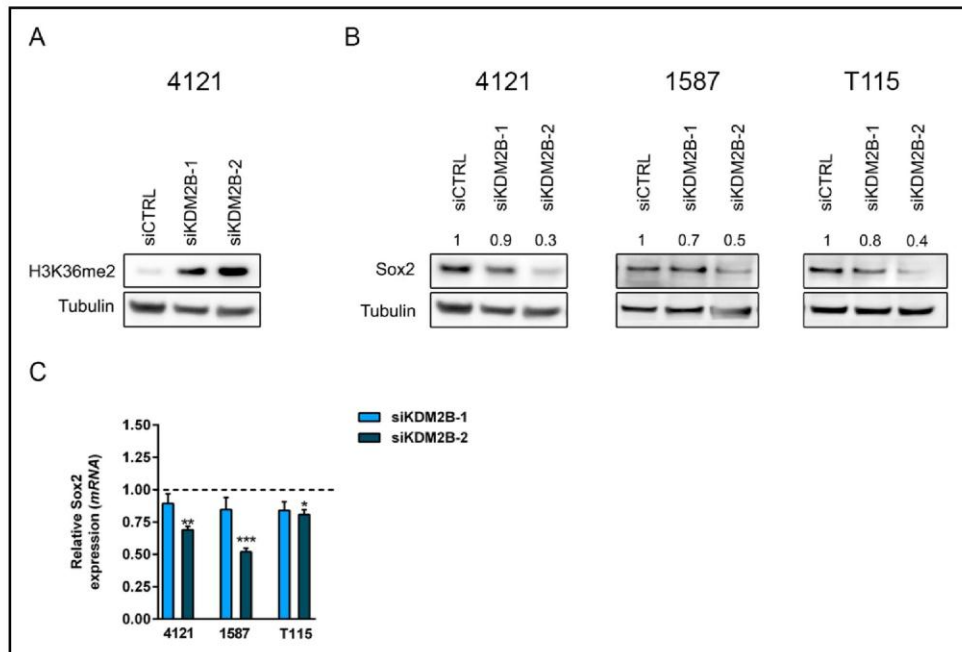 A
B
4121
4121
1587
T115
siCTRL
siKDM2B-1
siKDM2B-2
siCTRL
siKDM2B-1
siKDM2B-2
siCTRL
siKDM2B-1
siKDM2B-2
siCTRL
siKDM2B-1
siKDM2B-2
1 0.9 0.3
1 0.7 0.5
1 0.8 0.4
H3K36me2
Sox2
Tubulin
Tubulin
C
siKDM2B-1
siKDM2B-2
Relative Sox2
expression (mRNA)
1.50
1.25
1.00
0.75
0.50
0.25
0.00
**
***
*
4121 1587 T115